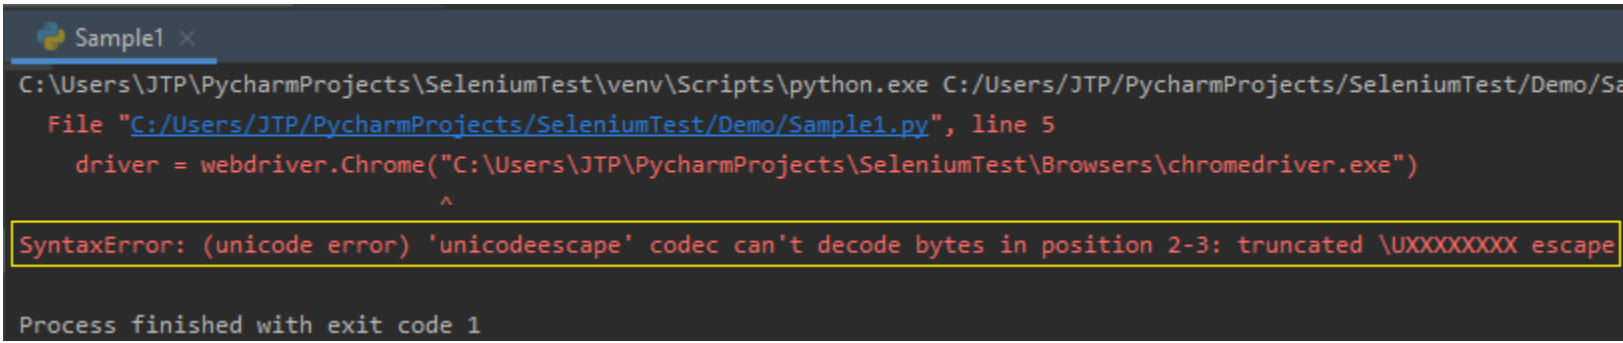 Sample1
C:\Users\JTP\PycharmProjects\SeleniumTest\venv\Scripts\python.exe C:/Users/JTP/PycharmProjects/SeleniumTest/Demo/Sa
File "C:/Users/JTP/PycharmProjects/SeleniumTest/Demo/Sample1.py", line 5
driver = webdriver.Chrome("C:\Users\JTP\PycharmProjects\SeleniumTest\Browsers\chromedriver.exe")
^
SyntaxError: (unicode error) 'unicodeescape' codec can't decode bytes in position 2-3: truncated \UXXXXXXXX escape
Process finished with exit code 1